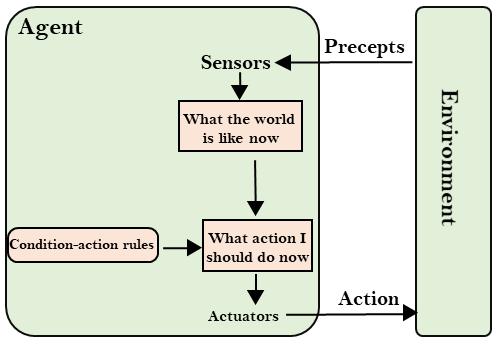 Agent
Precepts
Sensors
What the world
is like now
Environment
Condition-action rules
What action I
should do now
Action
Actuators